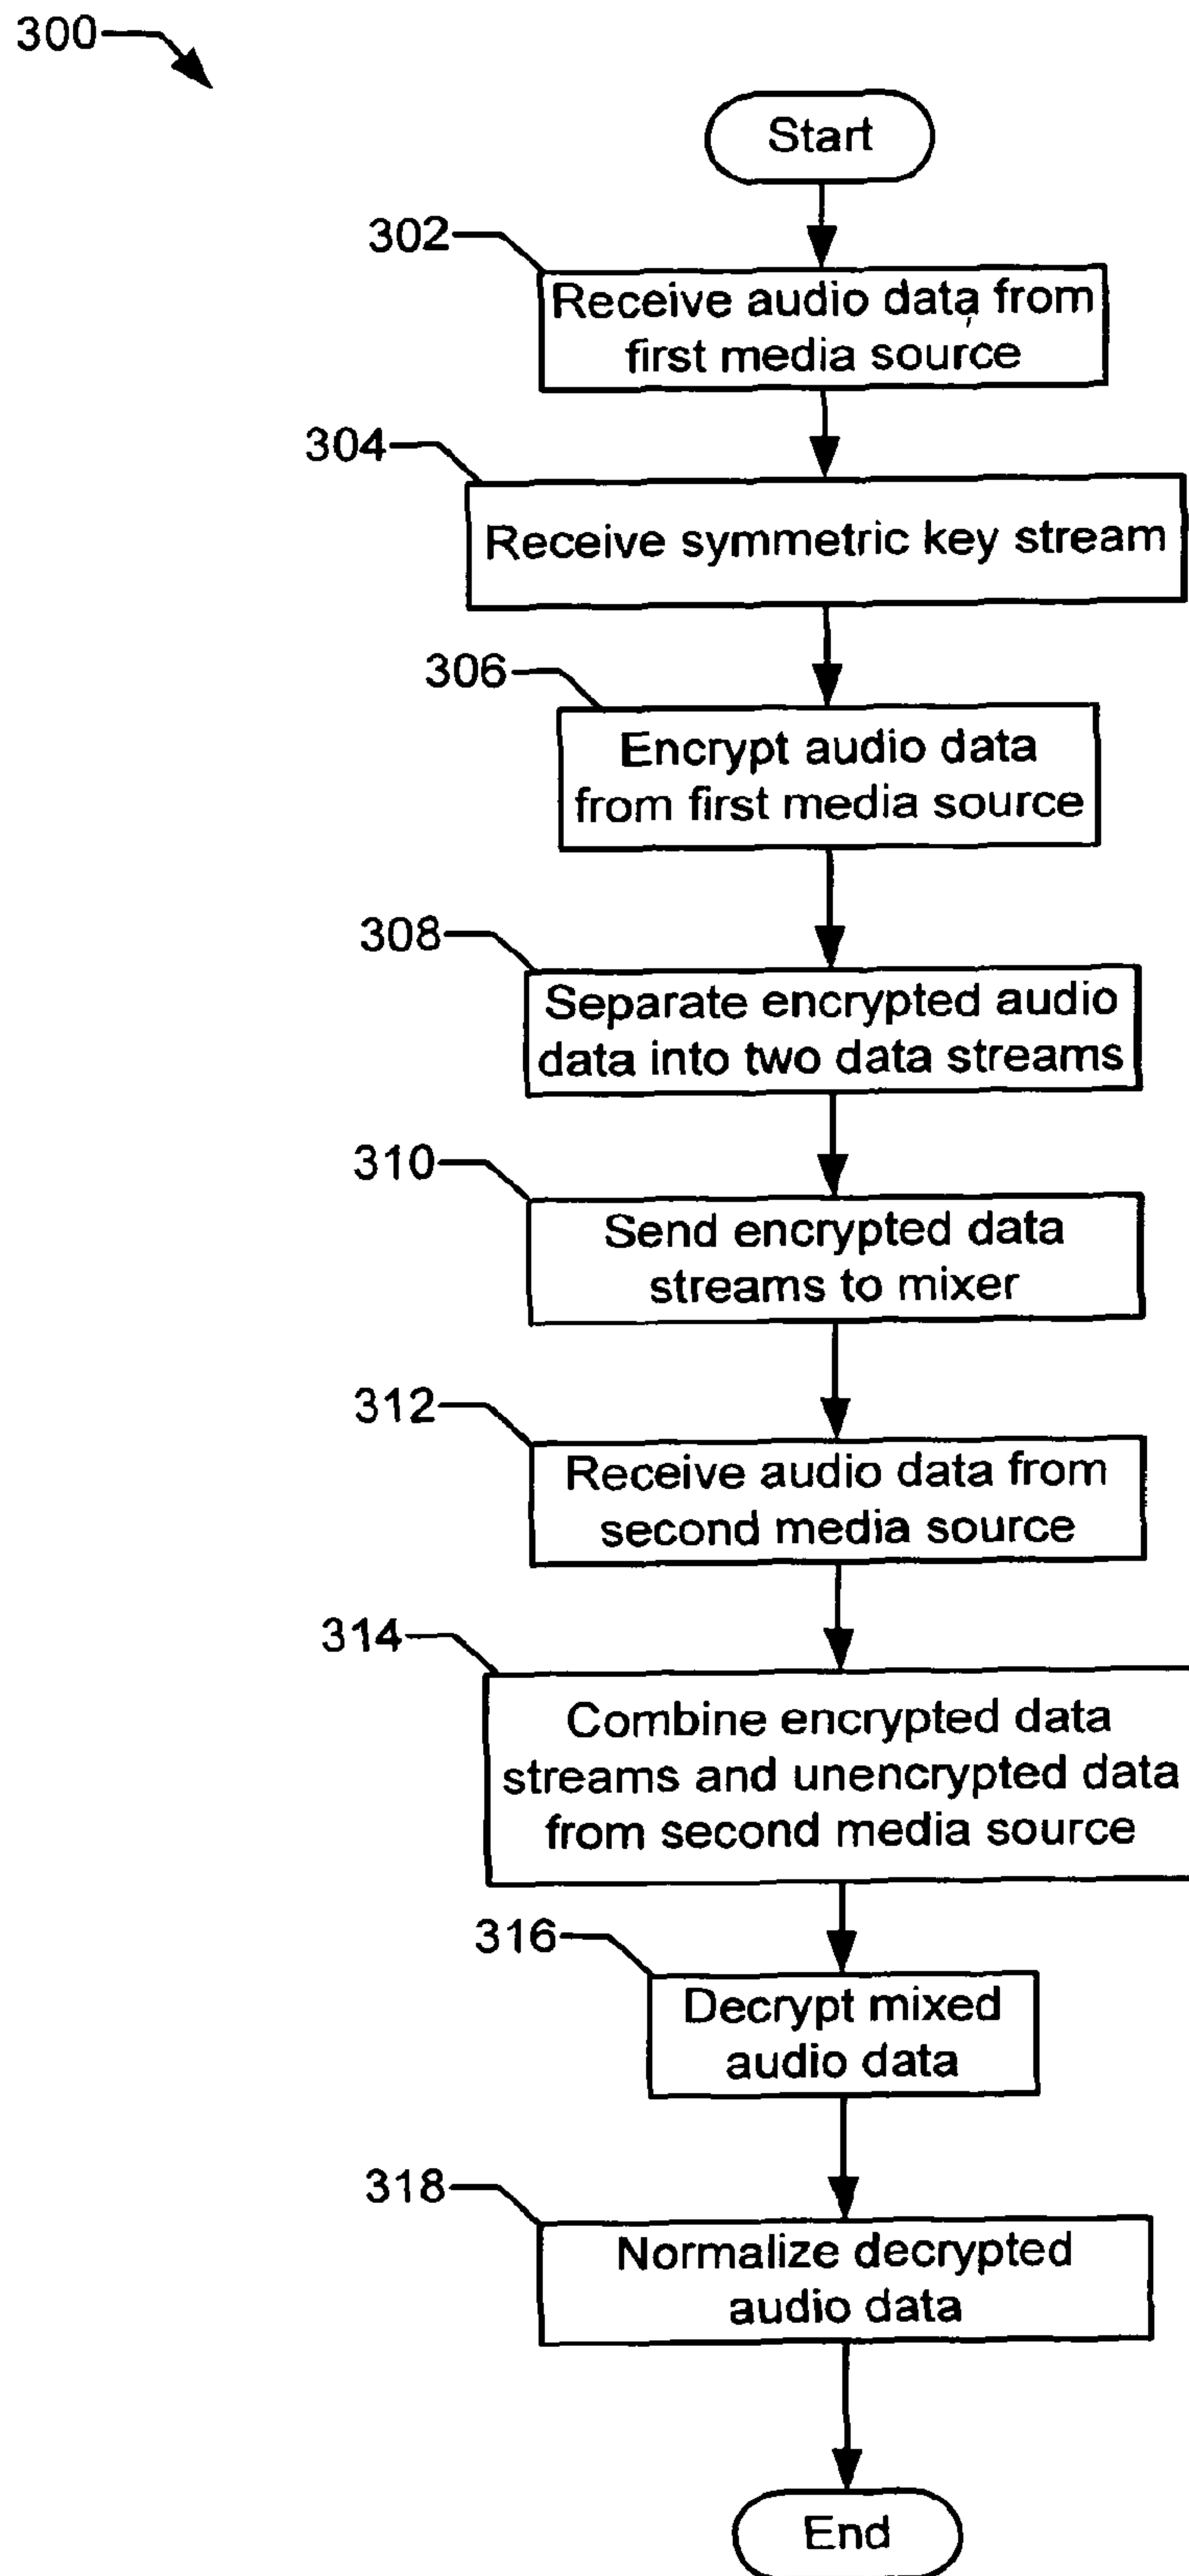 300
Start
302
Receive audio data from
first media source
304
Receive symmetric key stream
306
Encrypt audio data
from first media source
308
Separate encrypted audio
data into two data streams
310
Send encrypted data
streams to mixer
312
Receive audio data from
second media source
314
Combine encrypted data
streams and unencrypted data
from second media source
316
Decrypt mixed
audio data
318
Normalize decrypted
audio data
End